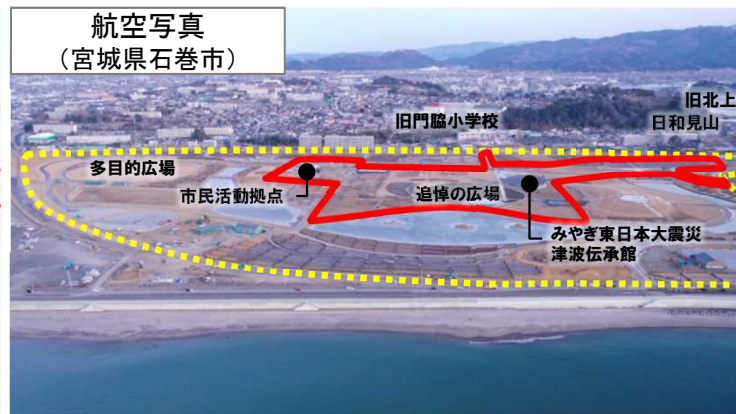 航空写真
（宮城県石巻市）
旧北上
旧門脇小学校
日和見山
多目的広場
市民活動拠点
追悼の広場
みやぎ東日本大震災
津波伝承館